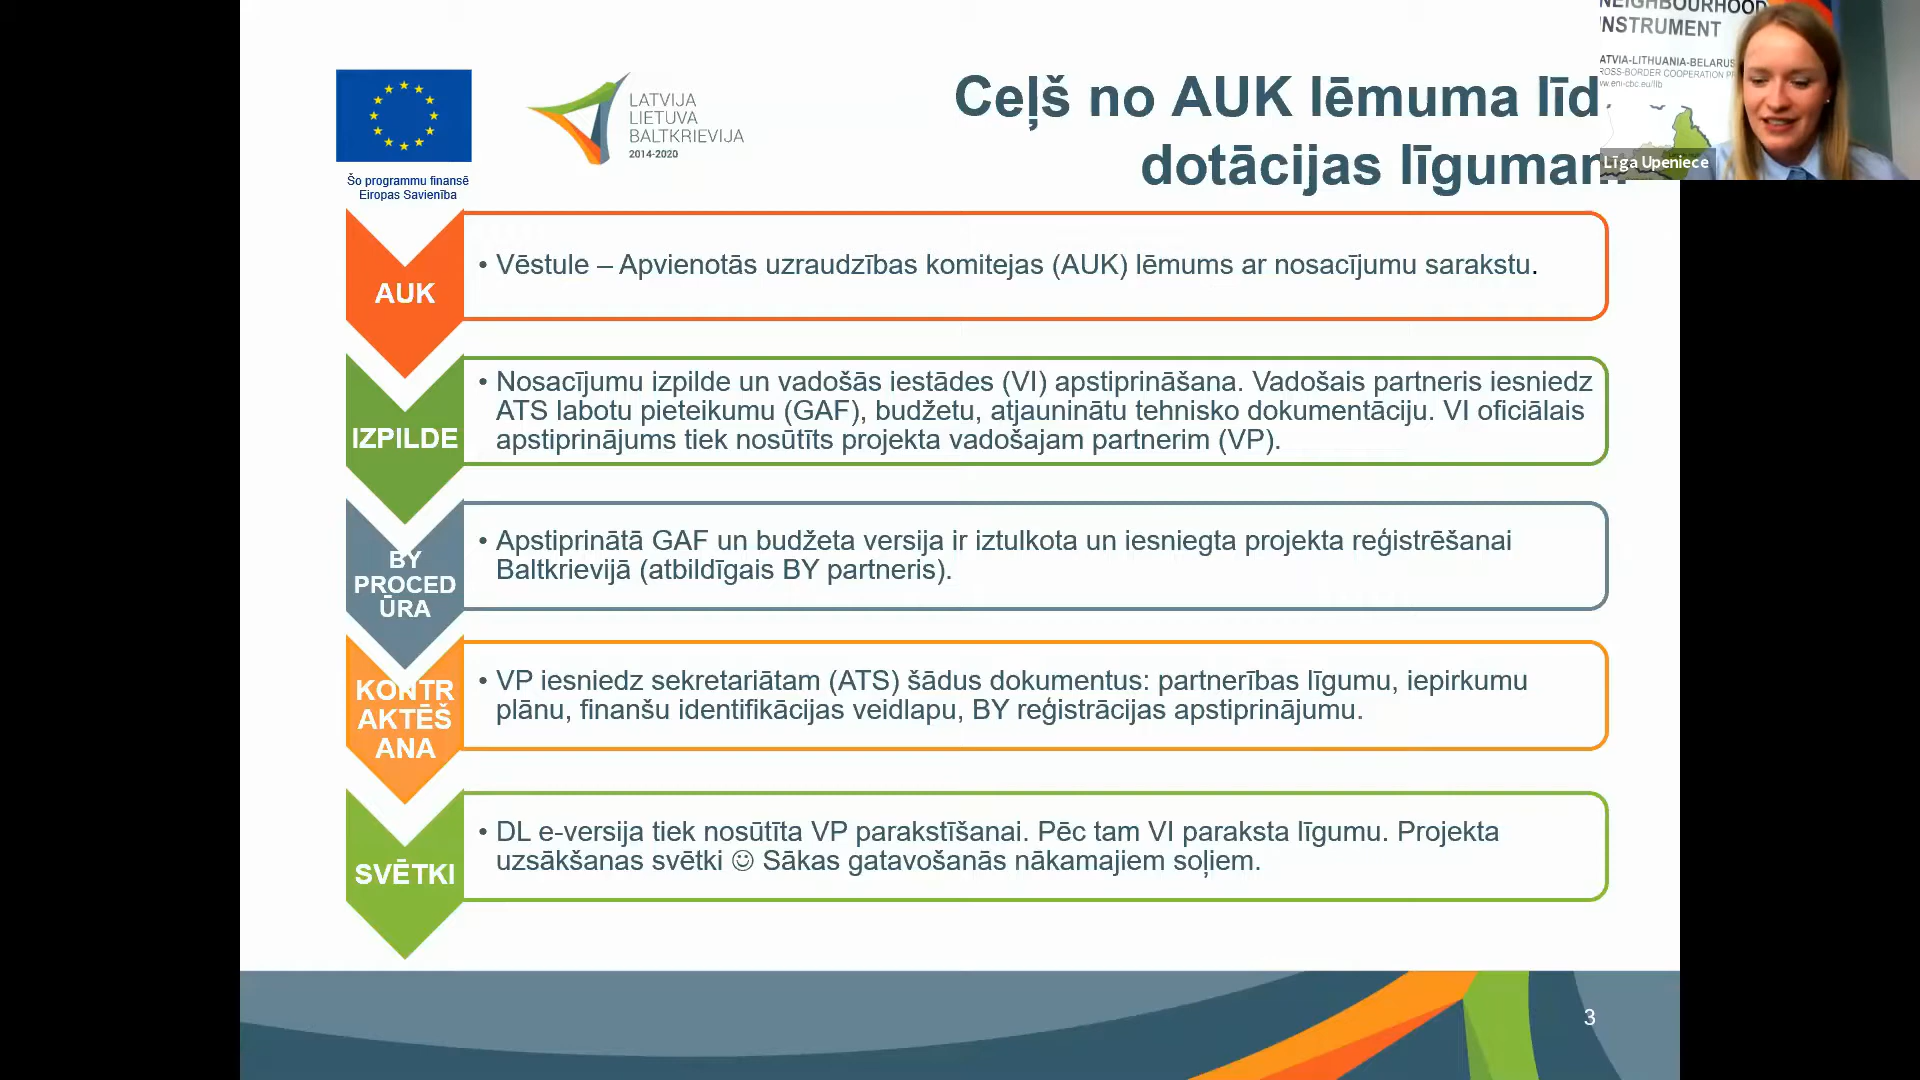 Šo programmu finansē
Eiropas Savienība
LATVIJA
LIETUVA
BALTKRIEVIJA
2014-2020
Ceļš no AUK lēmuma līd
dotācijas līgumam
NEIGHBOURHOOD
INSTRUMENT
LATVIA-LITHUANIA-BELARUS
CROSS-BORDER COOPERATION
www.eni-cbc.eu/llb
Līga Upeniece
AUK
• Vēstule – Apvienotās uzraudzības komitejas (AUK) lēmums ar nosacījumu sarakstu.
IZPILDE
• Nosacījumu izpilde un vadošās iestādes (VI) apstiprināšana. Vadošais partneris iesniedz
ATS labotu pieteikumu (GAF), budžetu, atjauninātu tehnisko dokumentāciju. VI oficiālais
apstiprinājums tiek nosūtīts projekta vadošajam partnerim (VP).
BY
PROCED
ŪRA
• Apstiprinātā GAF un budžeta versija ir iztulkota un iesniegta projekta reģistrēšanai
Baltkrievijā (atbildīgais BY partneris).
KONTR
AKTĒŠ
ANA
• VP iesniedz sekretariātam (ATS) šādus dokumentus: partnerības līgumu, iepirkumu
plānu, finanšu identifikācijas veidlapu, BY reģistrācijas apstiprinājumu.
SVĒTKI
• DL e-versija tiek nosūtīta VP parakstīšanai. Pēc tam VI paraksta līgumu. Projekta
uzsākšanas svētki ☺ Sākas gatavošanās nākamajiem soļiem.
3